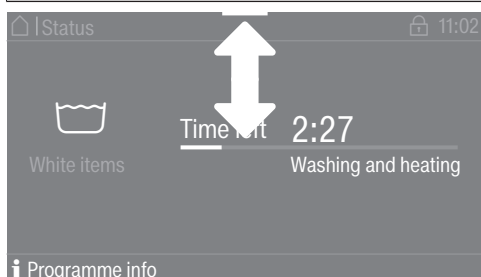 Status 11:02
Time left 2:27
White items Washing and heating
i Programme info